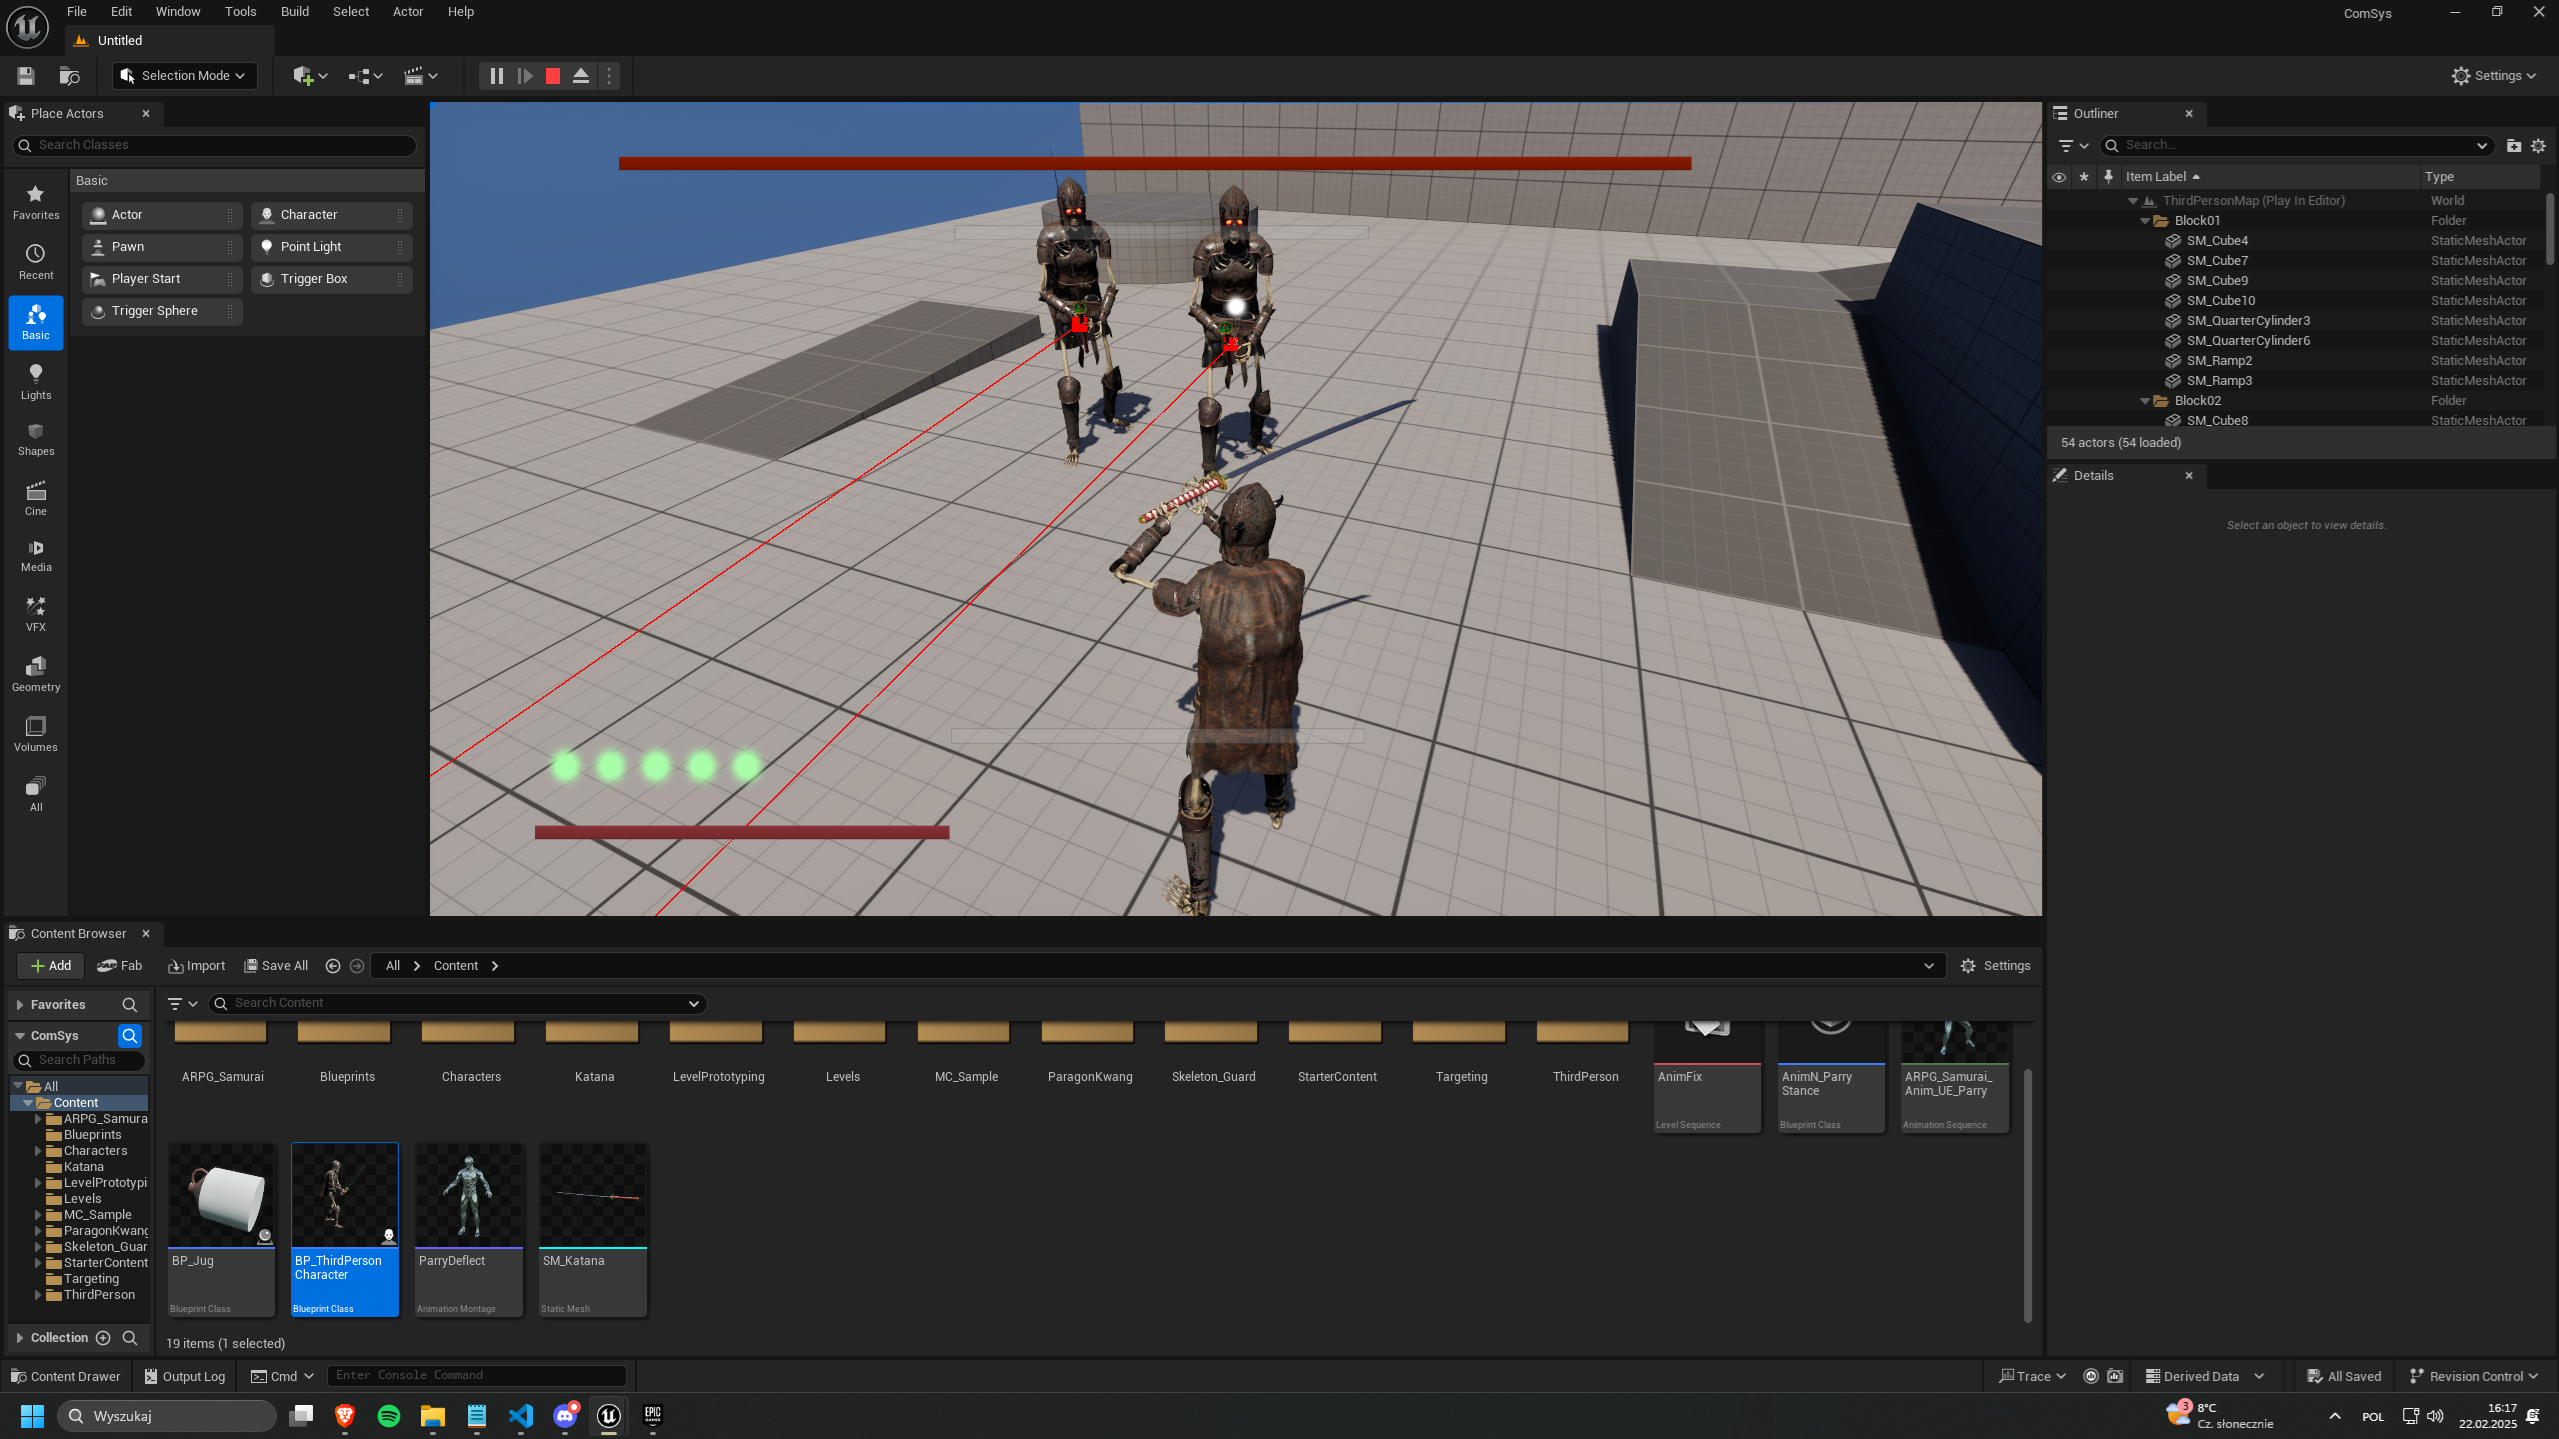 File Edit Window Tools Build Select Actor Help
ComSys
Untitled
Selection Mode
Settings
Place Actors
Search Classes
Basic
Favorites
Recent
Basic
Lights
Shapes
Cine
Media
VFX
Geometry
Volumes
All
Actor
Character
Pawn
Point Light
Player Start
Trigger Box
Trigger Sphere
Outliner
Search...
Item Label Type
ThirdPersonMap (Play In Editor) World
Block01 Folder
SM_Cube4 StaticMeshActor
SM_Cube7 StaticMeshActor
SM_Cube9 StaticMeshActor
SM_Cube10 StaticMeshActor
SM_QuarterCylinder3 StaticMeshActor
SM_QuarterCylinder6 StaticMeshActor
SM_Ramp2 StaticMeshActor
SM_Ramp3 StaticMeshActor
Block02 Folder
SM_Cube8 StaticMeshActor
54 actors (54 loaded)
Details
Select an object to view details.
Content Browser
Add Fab Import Save All All Content Settings
Favorites
ComSys
Search Paths
All
Content
ARPG_Samura
Blueprints
Characters
Katana
LevelPrototypi
Levels
MC_Sample
ParagonKwang
Skeleton_Guar
StarterContent
Targeting
ThirdPerson
Collection
Search Content
ARPG_Samurai
Blueprints
Characters
Katana
LevelPrototyping
Levels
MC_Sample
ParagonKwang
Skeleton_Guard
StarterContent
Targeting
ThirdPerson
AnimFix
Level Sequence
AnimN_Parry
Stance
Blueprint Class
ARPG_Samurai_
Anim_UE_Parry
Animation Sequence
BP_Jug
Blueprint Class
BP_ThirdPerson
Character
Blueprint Class
ParryDeflect
Animation Montage
SM_Katana
Static Mesh
19 items (1 selected)
Content Drawer Output Log Cmd Enter Console Command
Trace Derived Data All Saved Revision Control
Wyszukaj
EPIC
GAMES
3
8°C
Cz. słonecznie
POL
16:17
22.02.2025